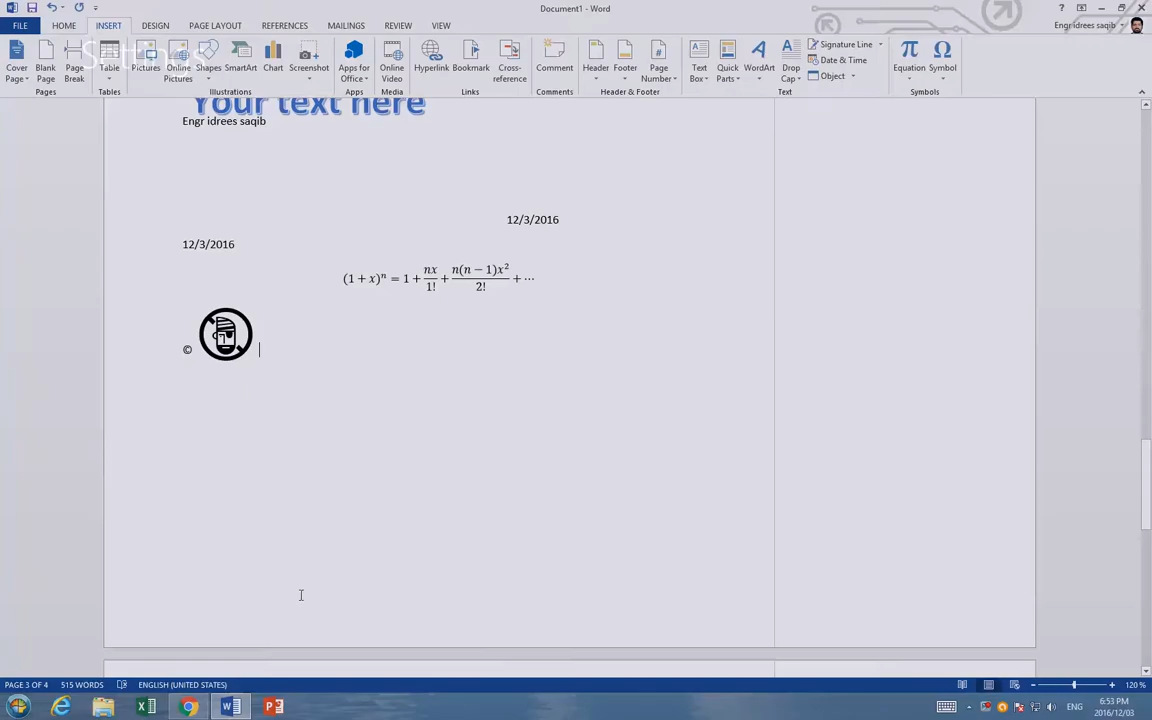 Document1 - Word
FILE HOME INSERT DESIGN PAGE LAYOUT REFERENCES MAILINGS REVIEW VIEW
Engr idrees saqib
Cover Page
Blank Page
Page Break
Pages
Table
Tables
Pictures
Online Pictures
Shapes
SmartArt
Chart
Screenshot
Illustrations
Apps for Office
Apps
Online Video
Media
Hyperlink
Bookmark
Cross-reference
Links
Comment
Comments
Header
Footer
Page Number
Header & Footer
Text Box
Quick Parts
WordArt
Drop Cap
Signature Line
Date & Time
Object
Text
Equation
Symbol
Symbols
Settings
Your text here
Engr idrees saqib
12/3/2016
12/3/2016
(1 + x)^n = 1 + nx/1! + n(n − 1)x^2/2! + ⋯
©
PAGE 3 OF 4 515 WORDS ENGLISH (UNITED STATES) 120 %
ENG
6:53 PM
2016/12/03